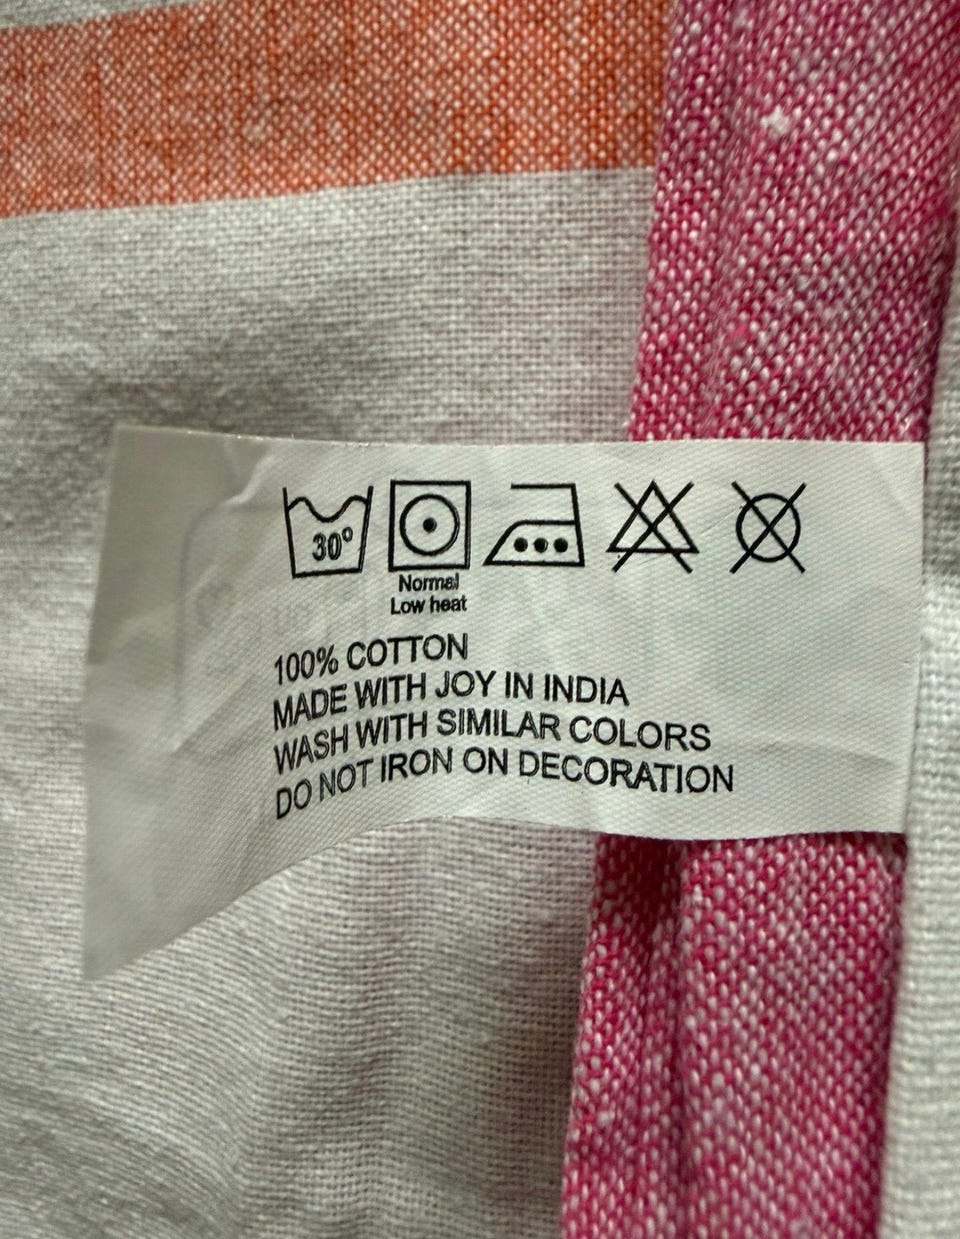 30°
Normal
Low heat
100% COTTON
MADE WITH JOY IN INDIA
WASH WITH SIMILAR COLORS
DO NOT IRON ON DECORATION